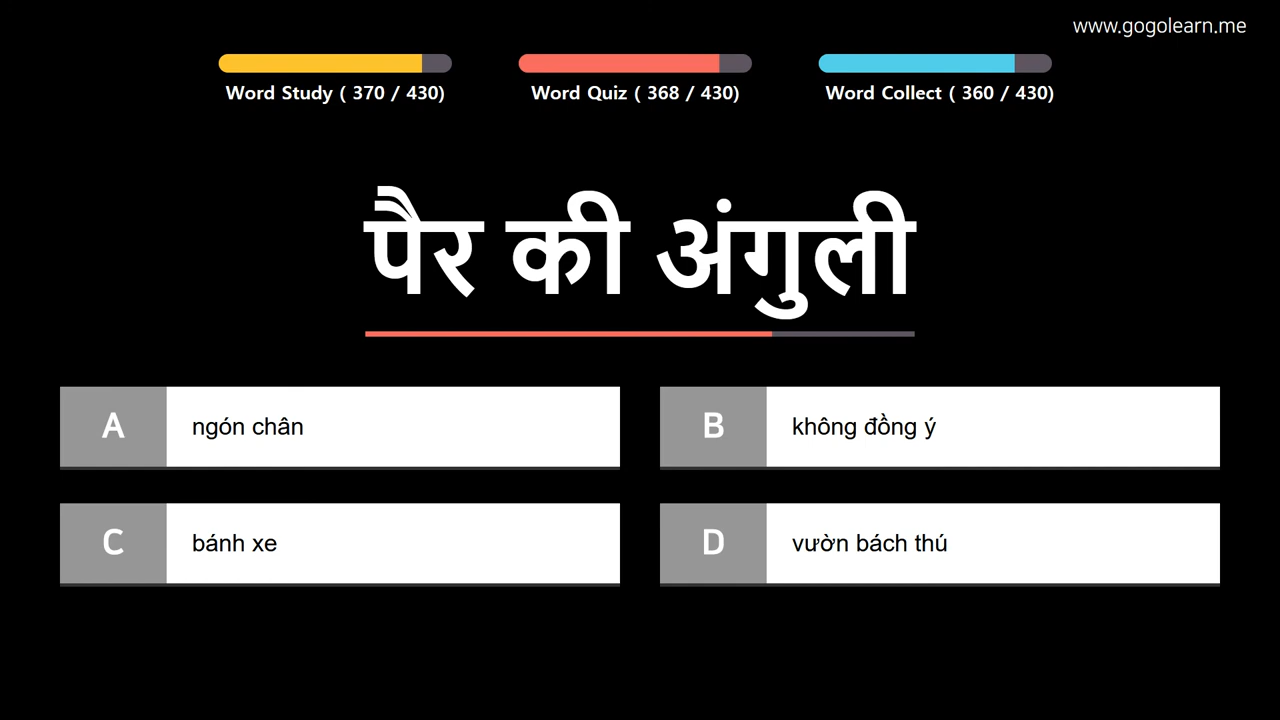 www.gogolearn.me
Word Study ( 370 / 430)
Word Quiz ( 368 / 430)
Word Collect ( 360 / 430)
पैर की अंगुली
A ngón chân
B không đồng ý
C bánh xe
D vườn bách thú